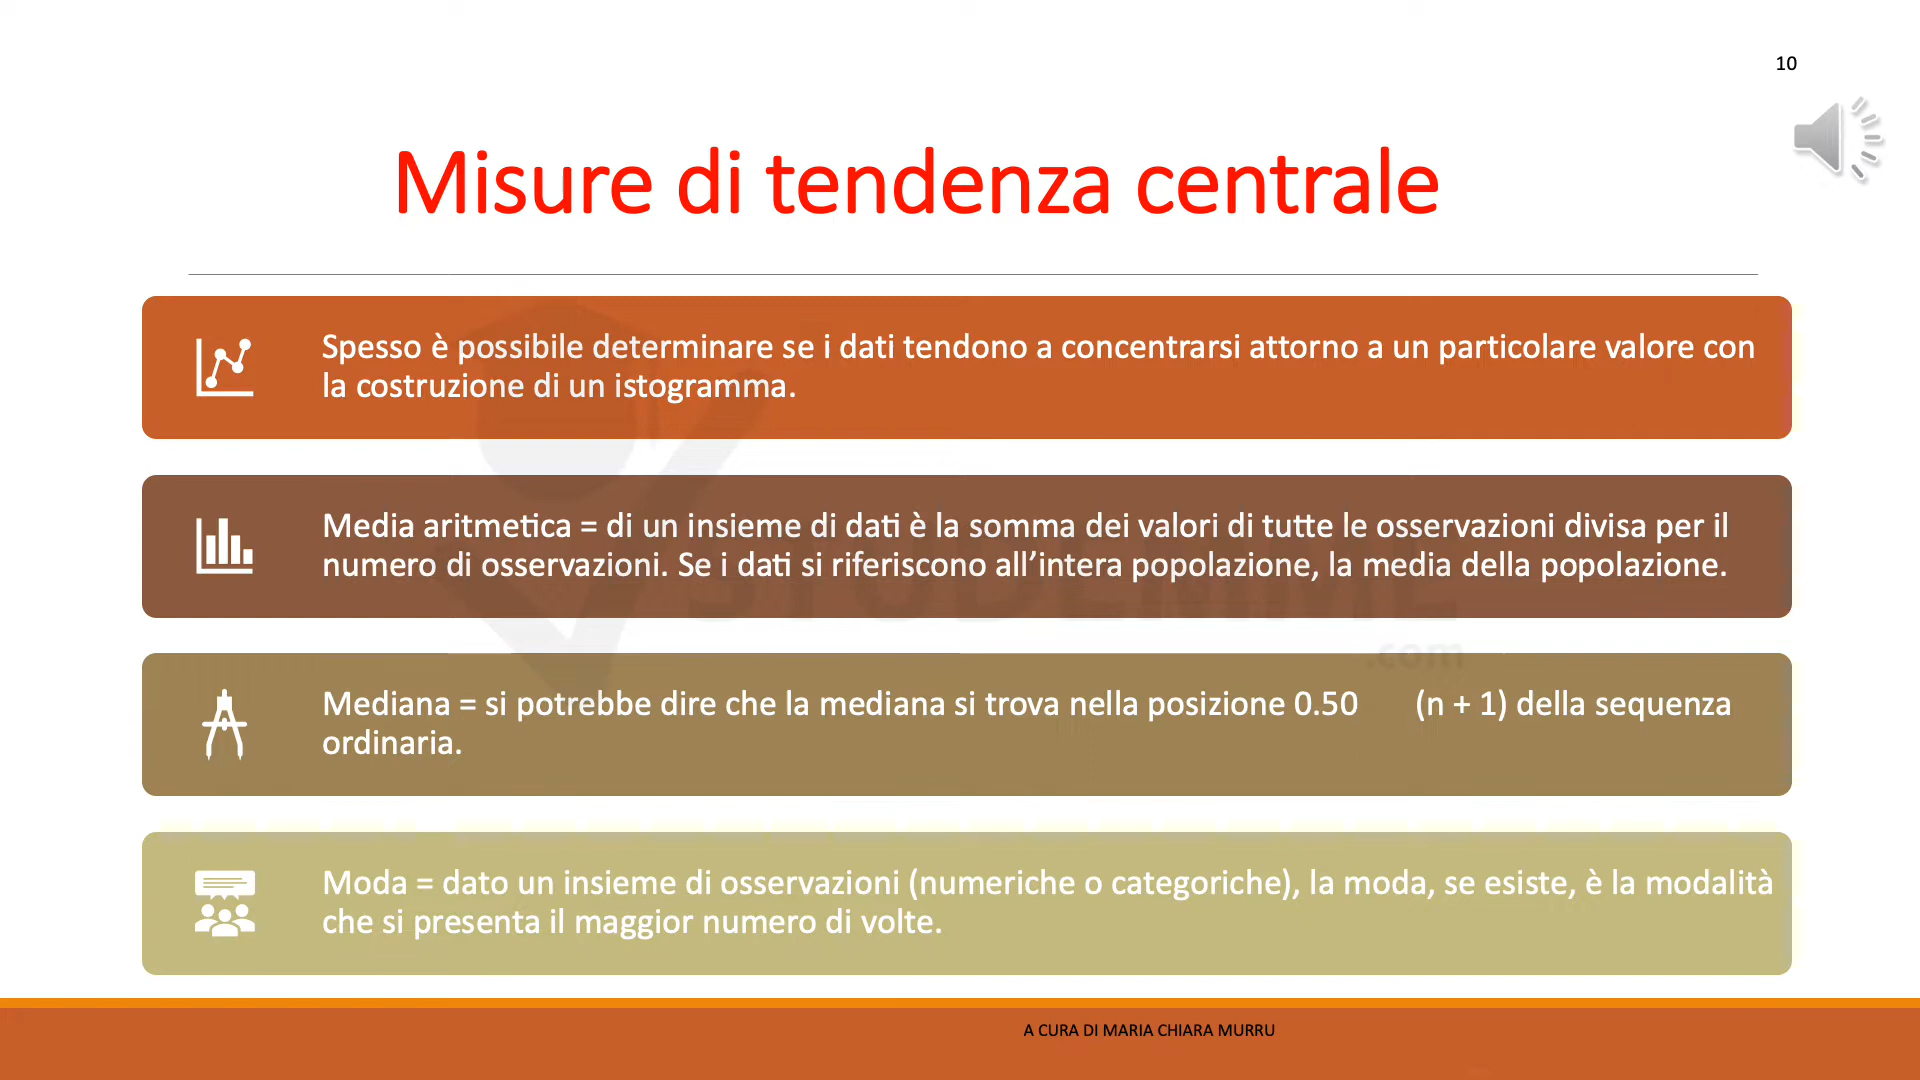 10
Misure di tendenza centrale
Spesso è possibile determinare se i dati tendono a concentrarsi attorno a un particolare valore con
la costruzione di un istogramma.
Media aritmetica = di un insieme di dati è la somma dei valori di tutte le osservazioni divisa per il
numero di osservazioni. Se i dati si riferiscono all’intera popolazione, la media della popolazione.
Mediana = si potrebbe dire che la mediana si trova nella posizione 0.50 (n + 1) della sequenza
ordinaria.
.com
Moda = dato un insieme di osservazioni (numeriche o categoriche), la moda, se esiste, è la modalità
che si presenta il maggior numero di volte.
A CURA DI MARIA CHIARA MURRU